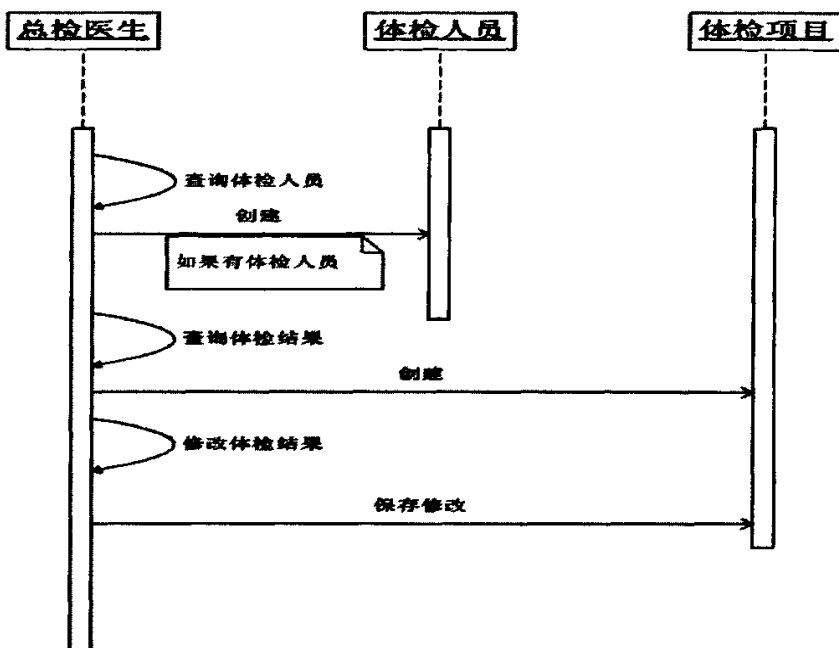 总检医生
体检人员
体检项目
查询体检人员
创建
如果有体检人员
查询体检结果
创建
修改体检结果
保存修改